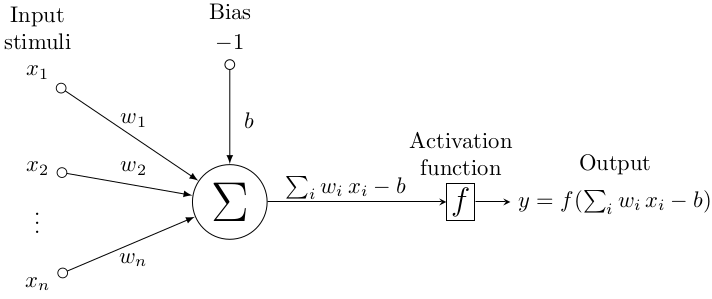 Input
stimuli
Bias
−1
x₁
w₁
b
x₂
w₂
⋮
xₙ
wₙ
∑
∑ᵢ wᵢ xᵢ − b
Activation
function
f
Output
y = f(∑ᵢ wᵢ xᵢ − b)